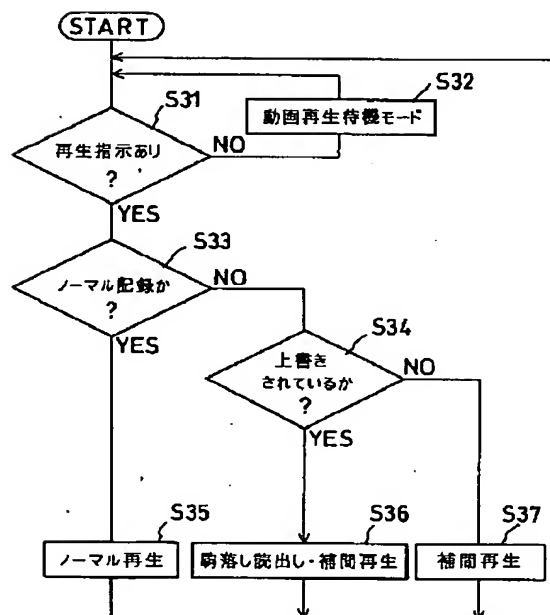 START
S31
S32
動画再生待機モード
再生指示あり
?
NO
YES
S33
ノーマル記録か
?
NO
YES
S34
上書き
されているか
?
NO
YES
S35
ノーマル再生
S36
駒落し読出し・補間再生
S37
補間再生